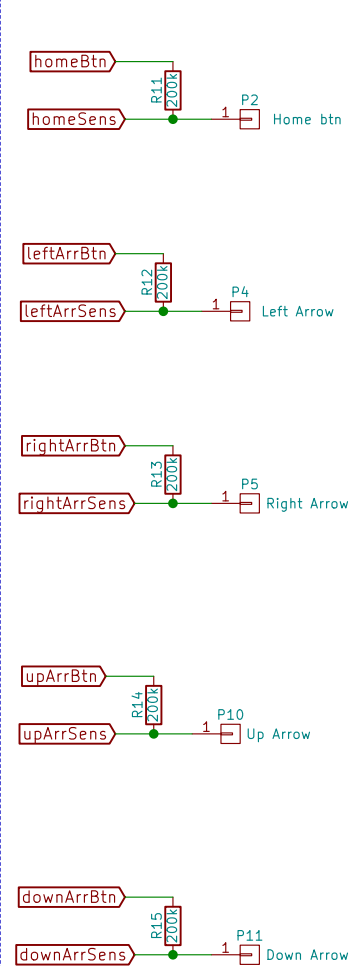 homeBtn
R11
200k
P2
homeSens
1
Home btn
leftArrBtn
R12
200k
P4
leftArrSens
1
Left Arrow
rightArrBtn
R13
200k
P5
rightArrSens
1
Right Arrow
upArrBtn
R14
200k
P10
upArrSens
1
Up Arrow
downArrBtn
R15
200k
P11
downArrSens
1
Down Arrow